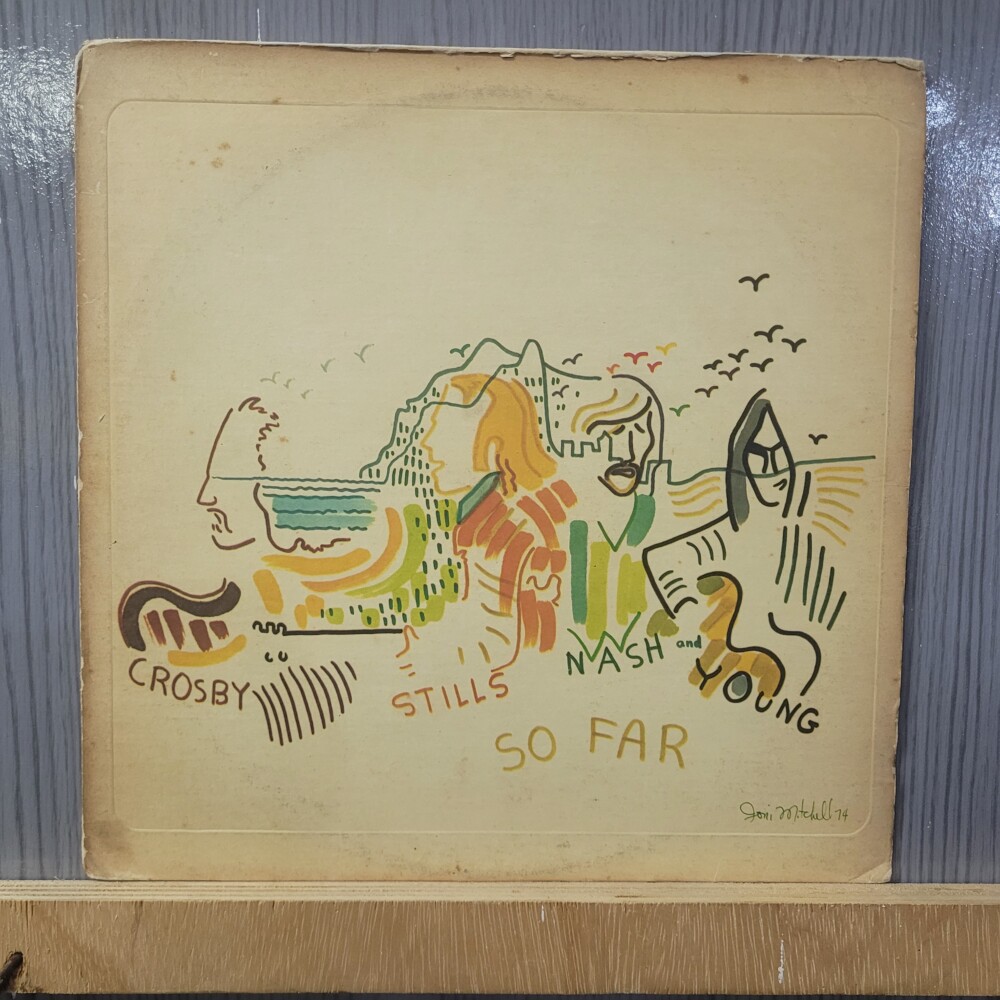 CROSBY
STILLS
NASH and
YOUNG
SO FAR
Joni Mitchell 74